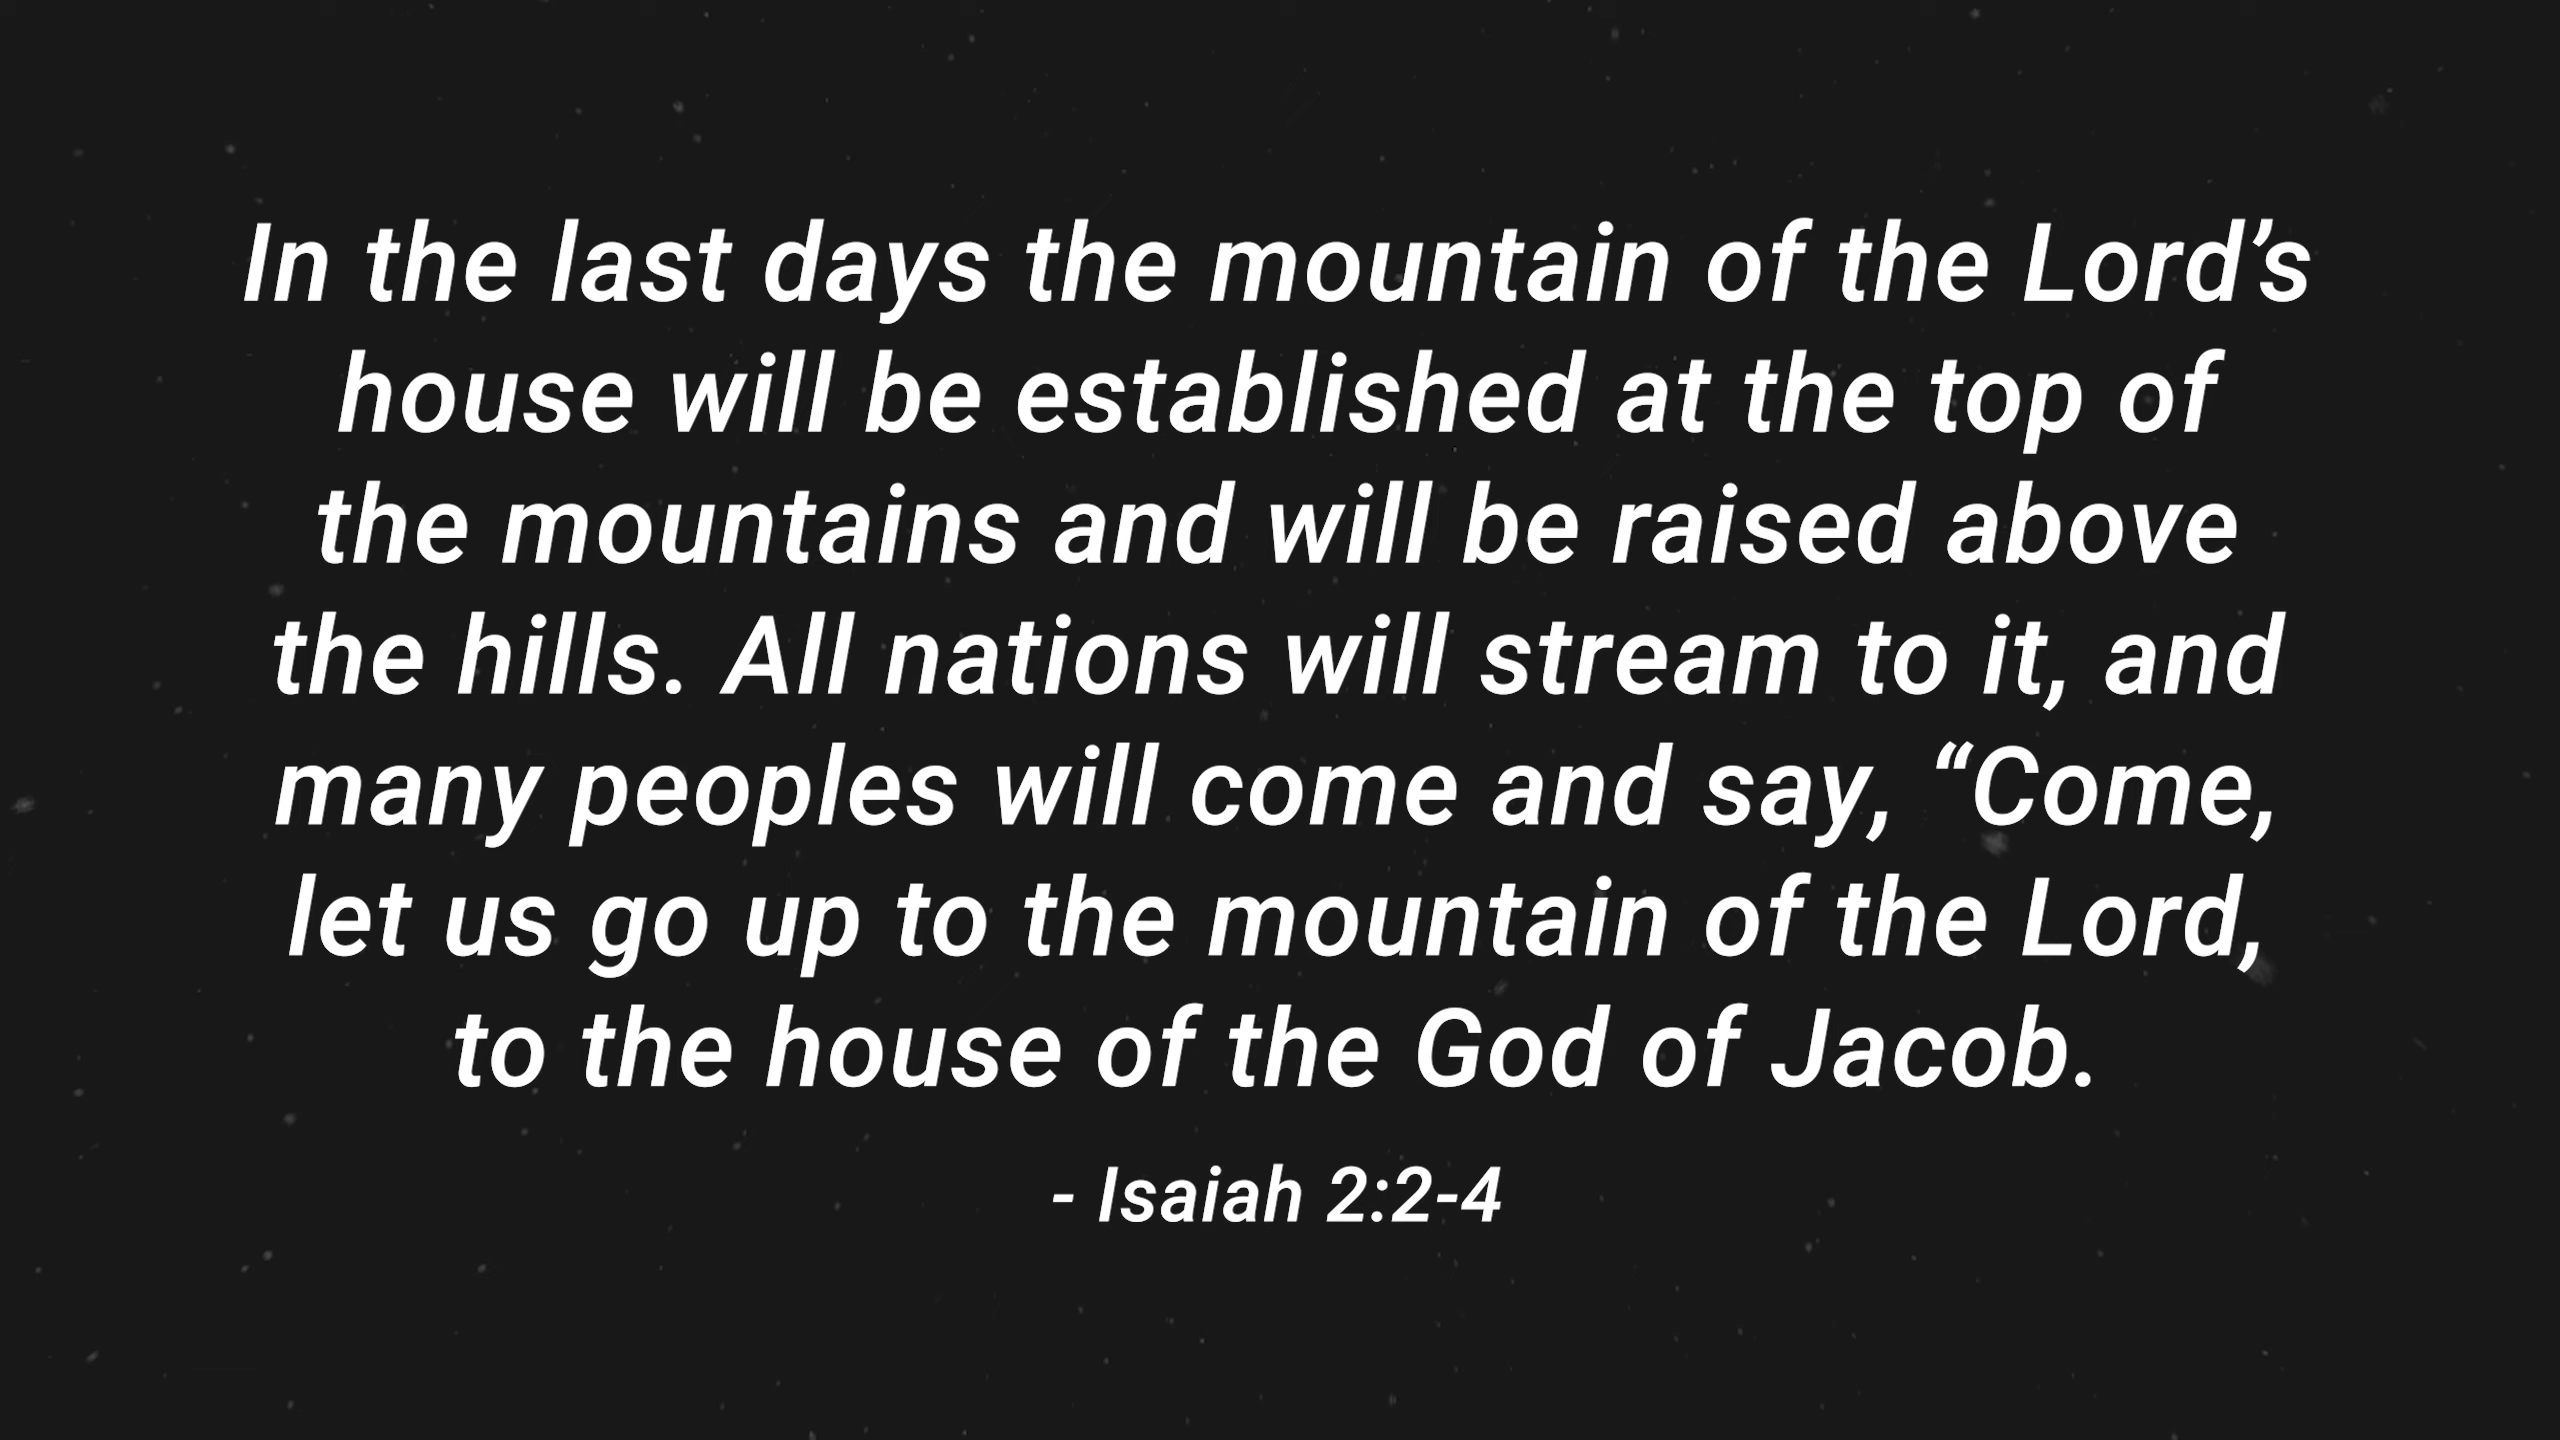 In the last days the mountain of the Lord’s
house will be established at the top of
the mountains and will be raised above
the hills. All nations will stream to it, and
many peoples will come and say, “Come,
let us go up to the mountain of the Lord,
to the house of the God of Jacob.
- Isaiah 2:2-4